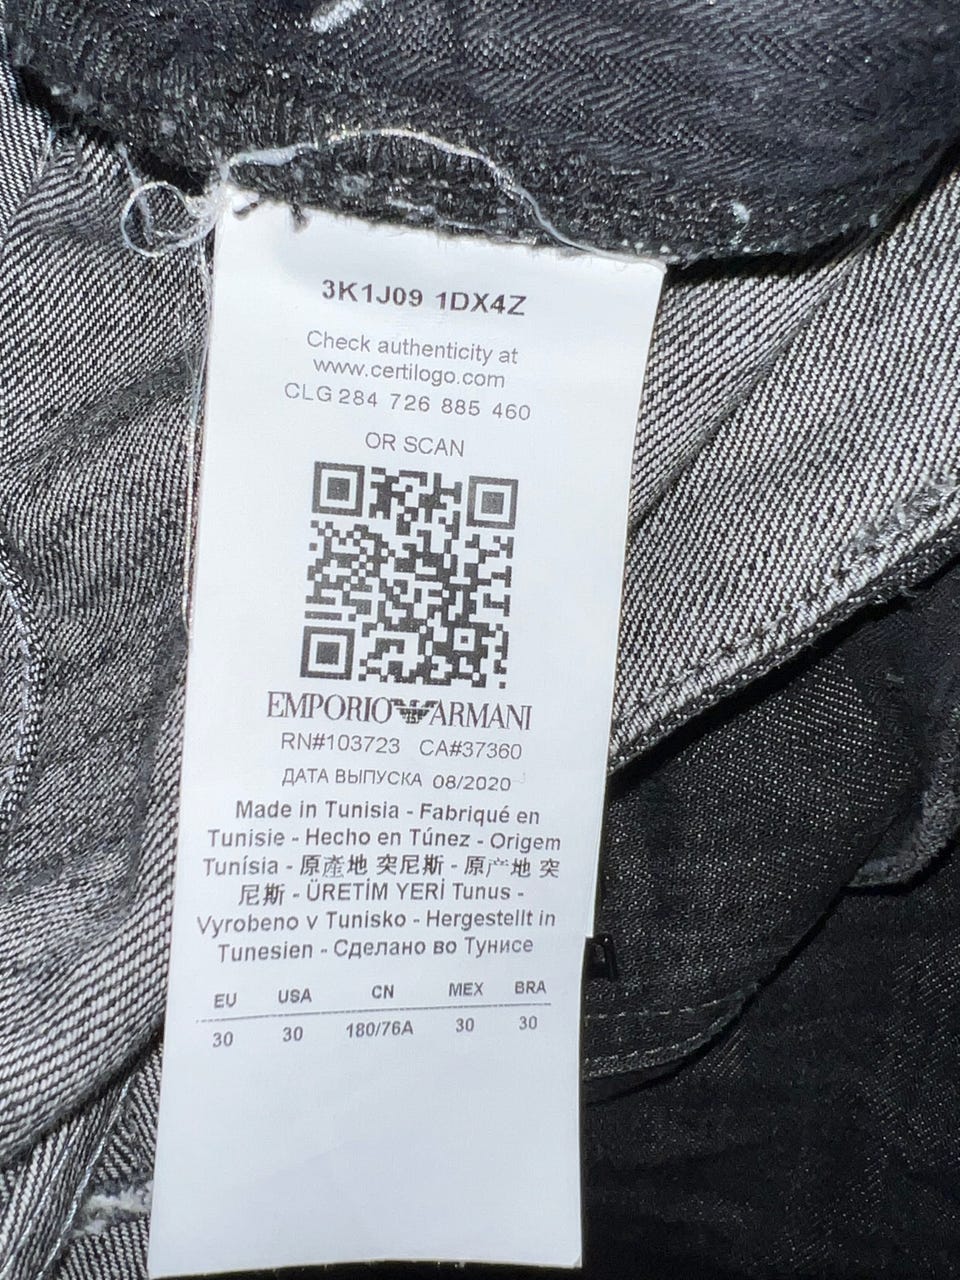 3K1J09 1DX4Z
Check authenticity at
www.certilogo.com
CLG 284 726 885 460
OR SCAN
EMPORIO ARMANI
RN#103723 CA#37360
ДАТА ВЫПУСКА 08/2020
Made in Tunisia - Fabriqué en
Tunisie - Hecho en Túnez - Origem
Tunísia - 原產地 突尼斯 - 原产地 突
尼斯 - ÜRETİM YERİ Tunus -
Vyrobeno v Tunisko - Hergestellt in
Tunesien - Сделано во Тунисе
EU USA CN MEX BRA
30 30 180/76A 30 30